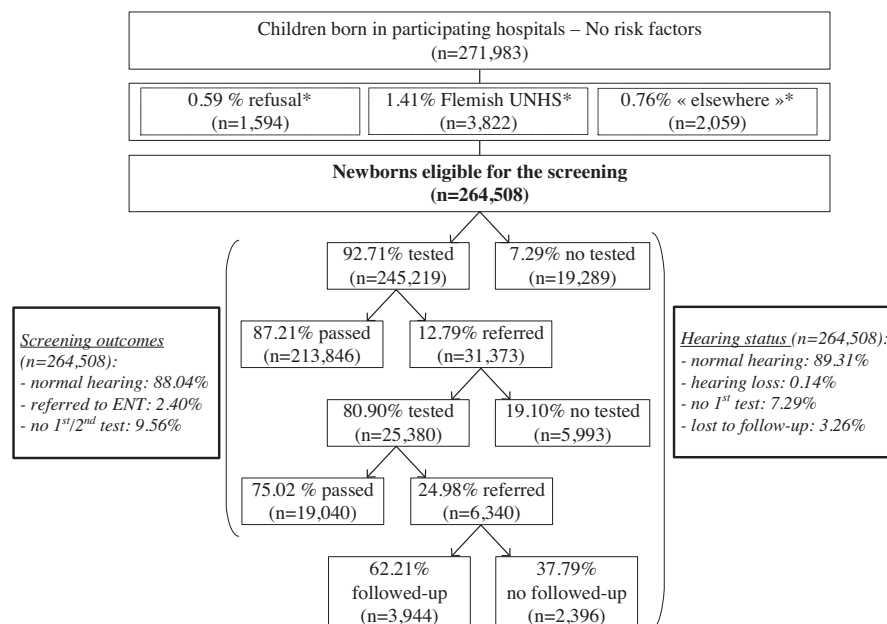 Children born in participating hospitals – No risk factors
(n=271,983)
0.59 % refusal*
(n=1,594)
1.41% Flemish UNHS*
(n=3,822)
0.76% « elsewhere »*
(n=2,059)
Newborns eligible for the screening
(n=264,508)
92.71% tested
(n=245,219)
7.29% no tested
(n=19,289)
87.21% passed
(n=213,846)
12.79% referred
(n=31,373)
80.90% tested
(n=25,380)
19.10% no tested
(n=5,993)
75.02 % passed
(n=19,040)
24.98% referred
(n=6,340)
62.21%
followed-up
(n=3,944)
37.79%
no followed-up
(n=2,396)
Screening outcomes
(n=264,508):
- normal hearing: 88.04%
- referred to ENT: 2.40%
- no 1st/2nd test: 9.56%
Hearing status (n=264,508):
- normal hearing: 89.31%
- hearing loss: 0.14%
- no 1st test: 7.29%
- lost to follow-up: 3.26%